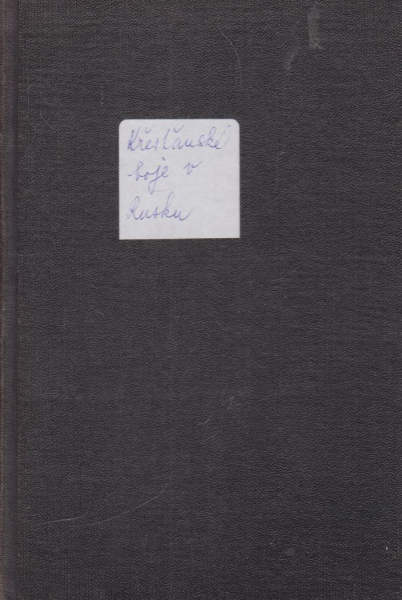 Křesťanské
boje v
Rusku